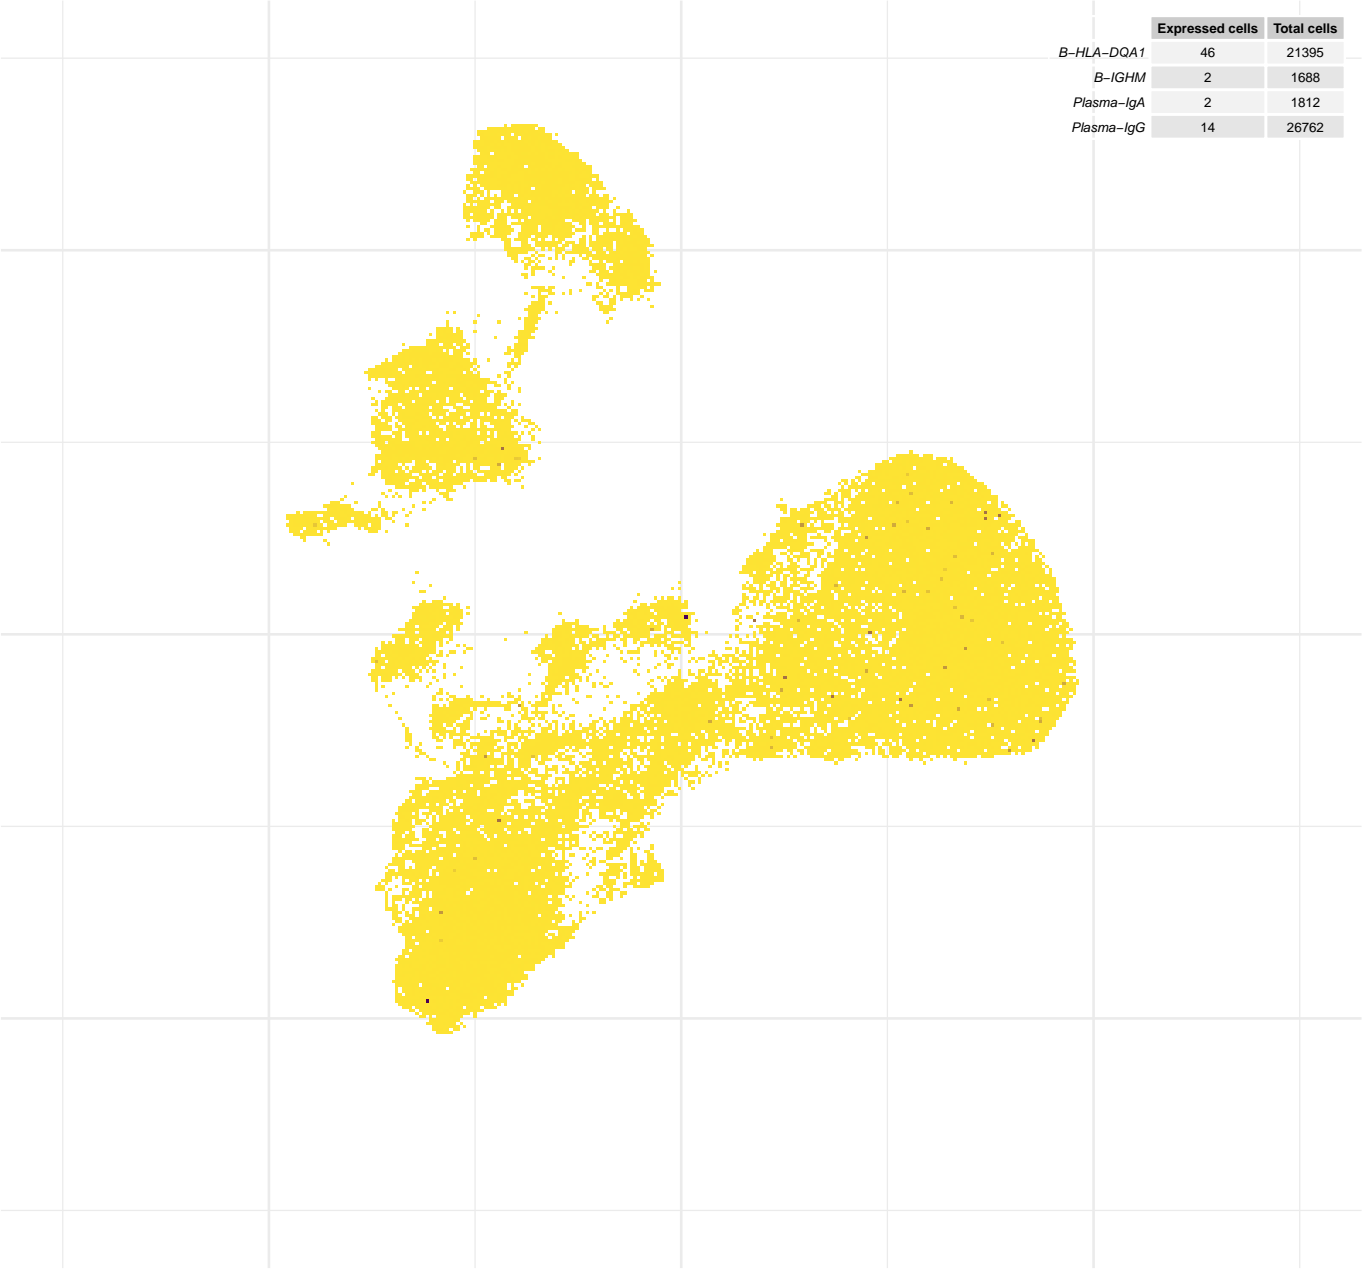 Expressed cells Total cells
B−HLA−DQA1 46 21395
B−IGHM 2 1688
Plasma−IgA 2 1812
Plasma−IgG 14 26762